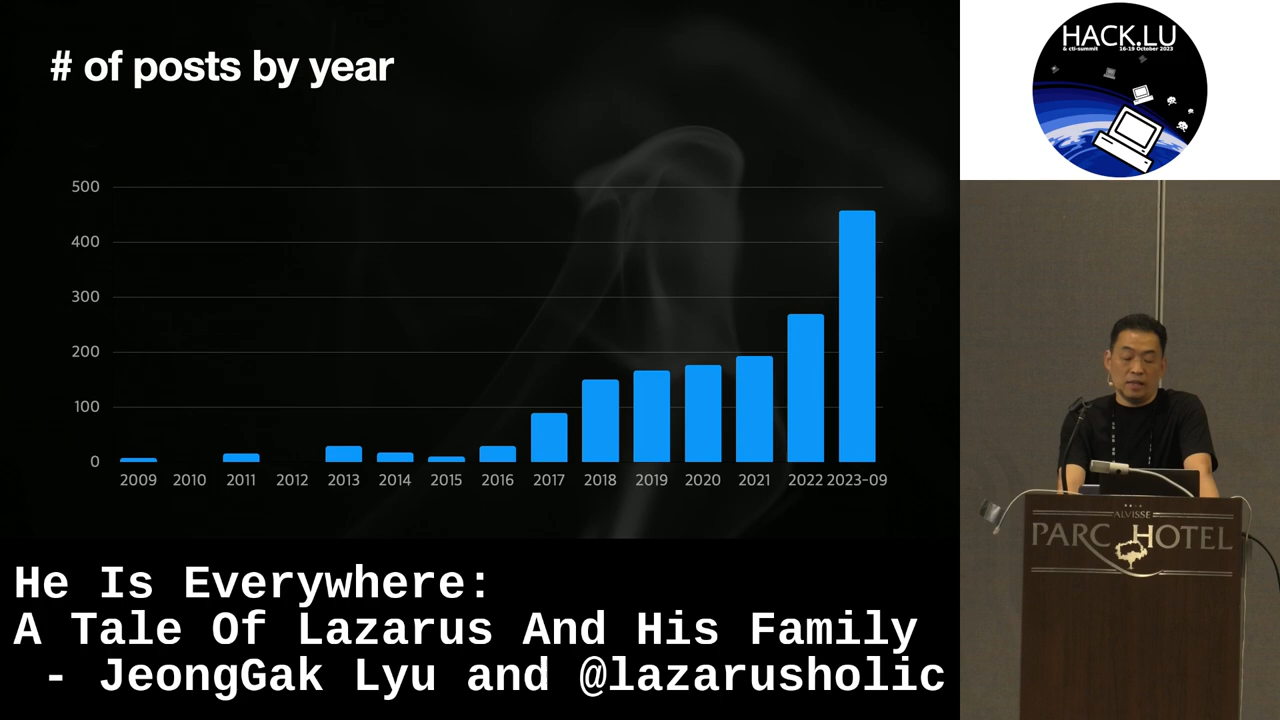 # of posts by year
500
400
300
200
100
0
2009 2010 2011 2012 2013 2014 2015 2016 2017 2018 2019 2020 2021 2022 2023-09
He Is Everywhere:
A Tale Of Lazarus And His Family
- JeongGak Lyu and @lazarusholic
HACK.LU
& cti-summit 16-19 October 2023
ALVISSE
PARC HOTEL